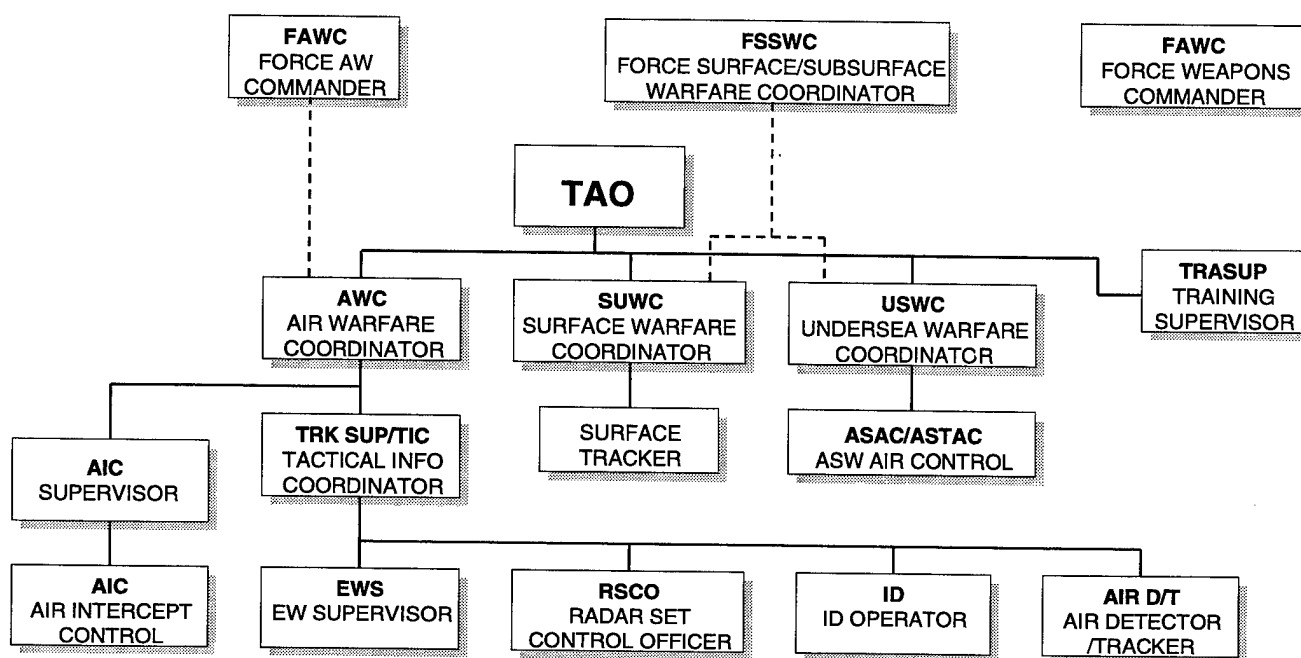 FAWC
FORCE AW
COMMANDER
FSSWC
FORCE SURFACE/SUBSURFACE
WARFARE COORDINATOR
FAWC
FORCE WEAPONS
COMMANDER
TAO
AWC
AIR WARFARE
COORDINATOR
SUWC
SURFACE WARFARE
COORDINATOR
USWC
UNDERSEA WARFARE
COORDINATOR
TRASUP
TRAINING
SUPERVISOR
AIC
SUPERVISOR
TRK SUP/TIC
TACTICAL INFO
COORDINATOR
SURFACE
TRACKER
ASAC/ASTAC
ASW AIR CONTROL
AIC
AIR INTERCEPT
CONTROL
EWS
EW SUPERVISOR
RSCO
RADAR SET
CONTROL OFFICER
ID
ID OPERATOR
AIR D/T
AIR DETECTOR
/TRACKER